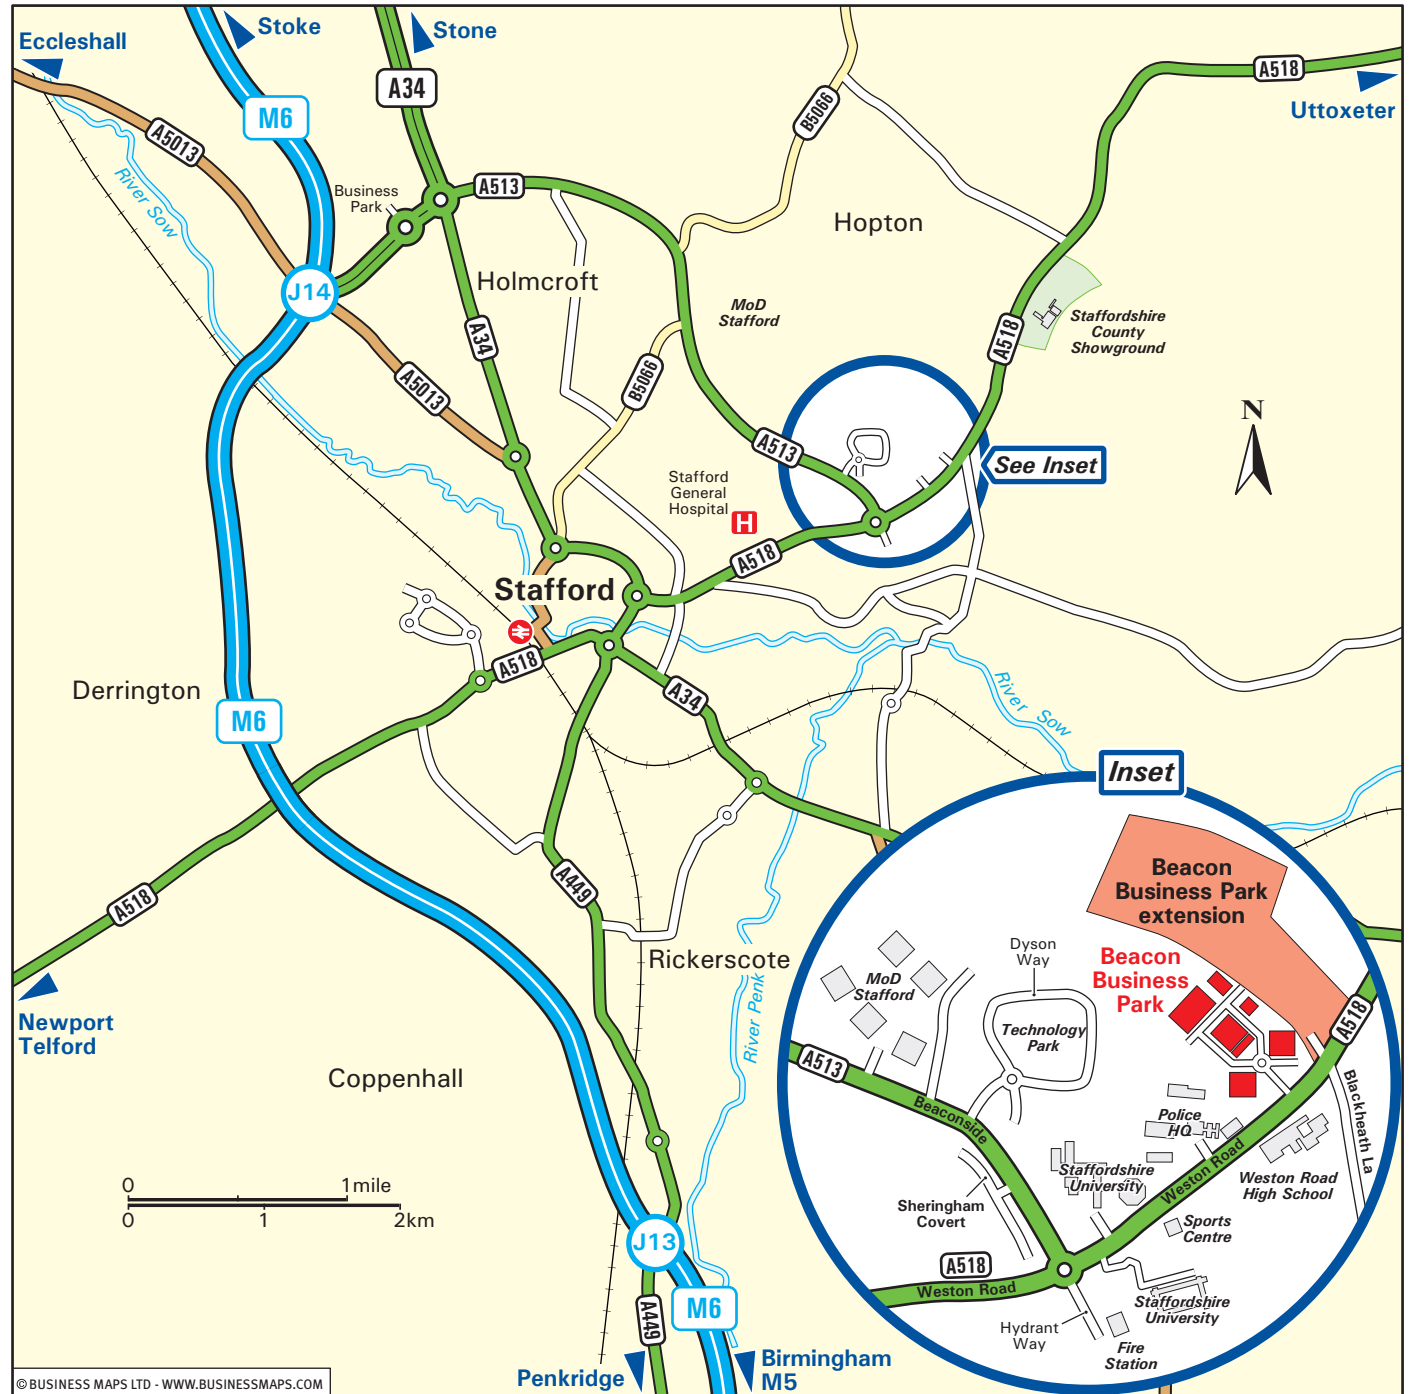 Eccleshall
Stoke
Stone
A34
M6
A5013
River Sow
Business
Park
A513
B5066
A518
Uttoxeter
Hopton
J14
Holmcroft
MoD
Stafford
A34
A5013
B5066
A518
Staffordshire
County
Showground
N
A513
See Inset
Stafford
General
Hospital
H
A518
Stafford
A518
Derrington
M6
A34
River Sow
A518
A449
Rickerscote
River Penk
Newport
Telford
Coppenhall
0
1mile
0
1
2km
J13
M6
A449
Penkridge
Birmingham
M5
Inset
Beacon
Business Park
extension
Beacon
Business
Park
Dyson
Way
MoD
Stafford
Technology
Park
A513
A518
Beaconside
Police
HQ
Blackheath La
Staffordshire
University
Weston Road
Weston Road
High School
Sheringham
Covert
Sports
Centre
A518
Weston Road
Staffordshire
University
Hydrant
Way
Fire
Station
© BUSINESS MAPS LTD - WWW.BUSINESSMAPS.COM